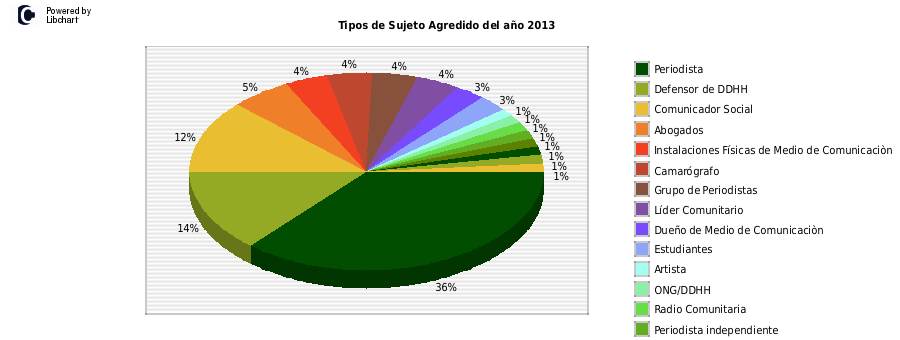 Powered by
Libchart
Tipos de Sujeto Agredido del año 2013
4%
4%
4%
4%
5%
3%
3%
12%
1%
1%
1%
1%
1%
1%
1%
1%
14%
36%
Periodista
Defensor de DDHH
Comunicador Social
Abogados
Instalaciones Físicas de Medio de Comunicaciòn
Camarógrafo
Grupo de Periodistas
Líder Comunitario
Dueño de Medio de Comunicaciòn
Estudiantes
Artista
ONG/DDHH
Radio Comunitaria
Periodista independiente